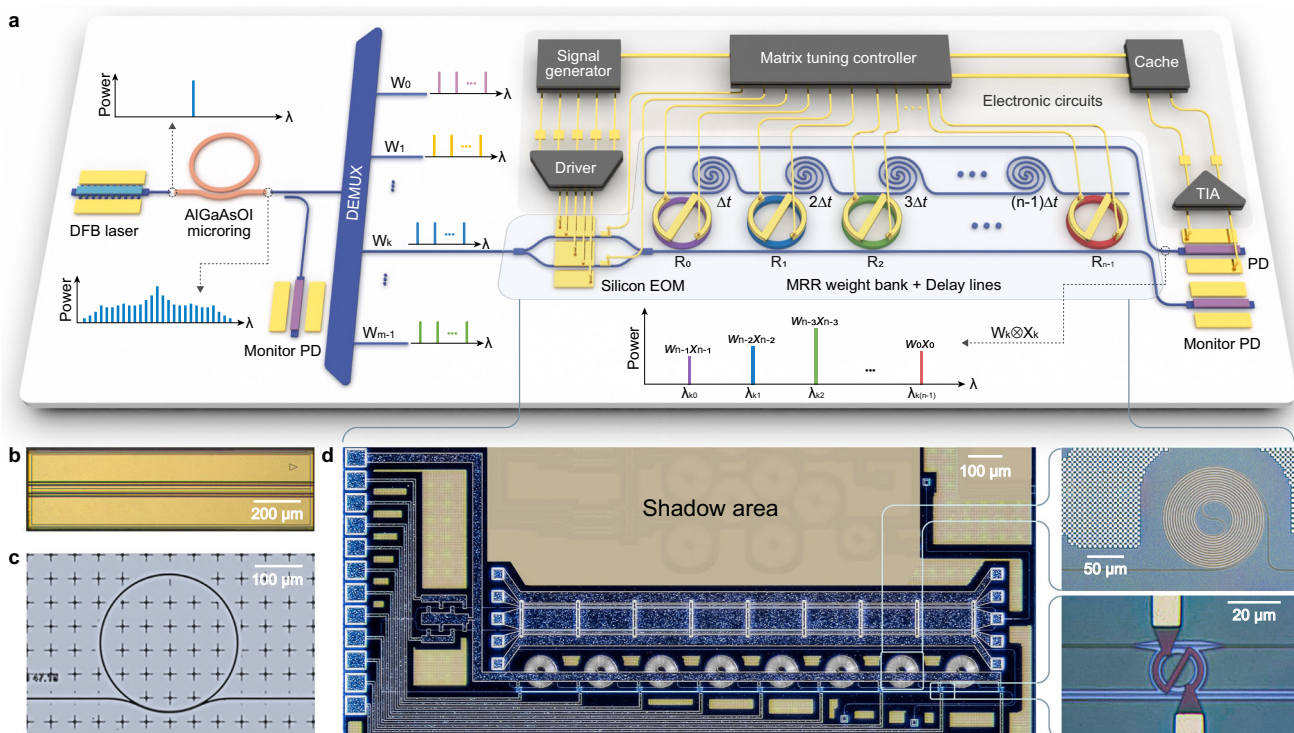 a
Power
λ
DFB laser
AlGaAsOI
microring
Power
λ
Monitor PD
DEMUX
W₀
λ
W₁
λ
Wₖ
λ
Wₘ₋₁
λ
Signal
generator
Matrix tuning controller
Cache
Electronic circuits
Driver
TIA
Δt
2Δt
3Δt
(n-1)Δt
R₀
R₁
R₂
Rₙ₋₁
Silicon EOM
MRR weight bank + Delay lines
PD
Monitor PD
Wₖ⊗Xₖ
Power
wₙ₋₁xₙ₋₁
wₙ₋₂xₙ₋₂
wₙ₋₃xₙ₋₃
...
w₀x₀
λ
λₖ₀
λₖ₁
λₖ₂
λₖ₍ₙ₋₁₎
b
200 μm
c
100 μm
d
Shadow area
100 μm
50 μm
20 μm